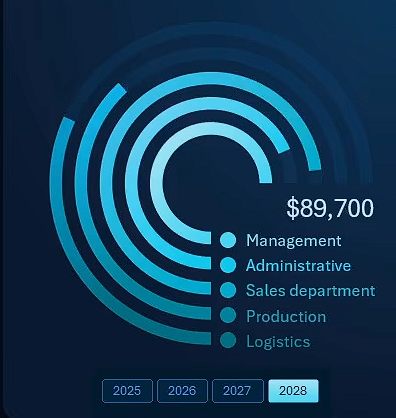 $89,700
Management
Administrative
Sales department
Production
Logistics
2025 2026 2027 2028